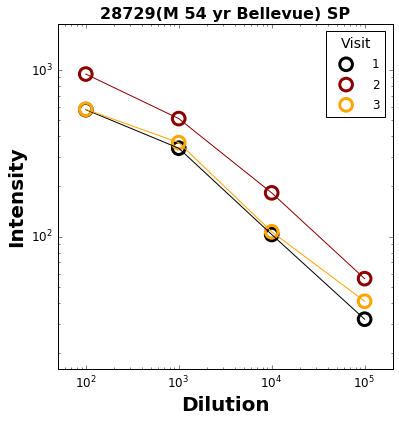 28729(M 54 yr Bellevue) SP
Visit
1
2
3
10³
10²
Intensity
10² 10³ 10⁴ 10⁵
Dilution